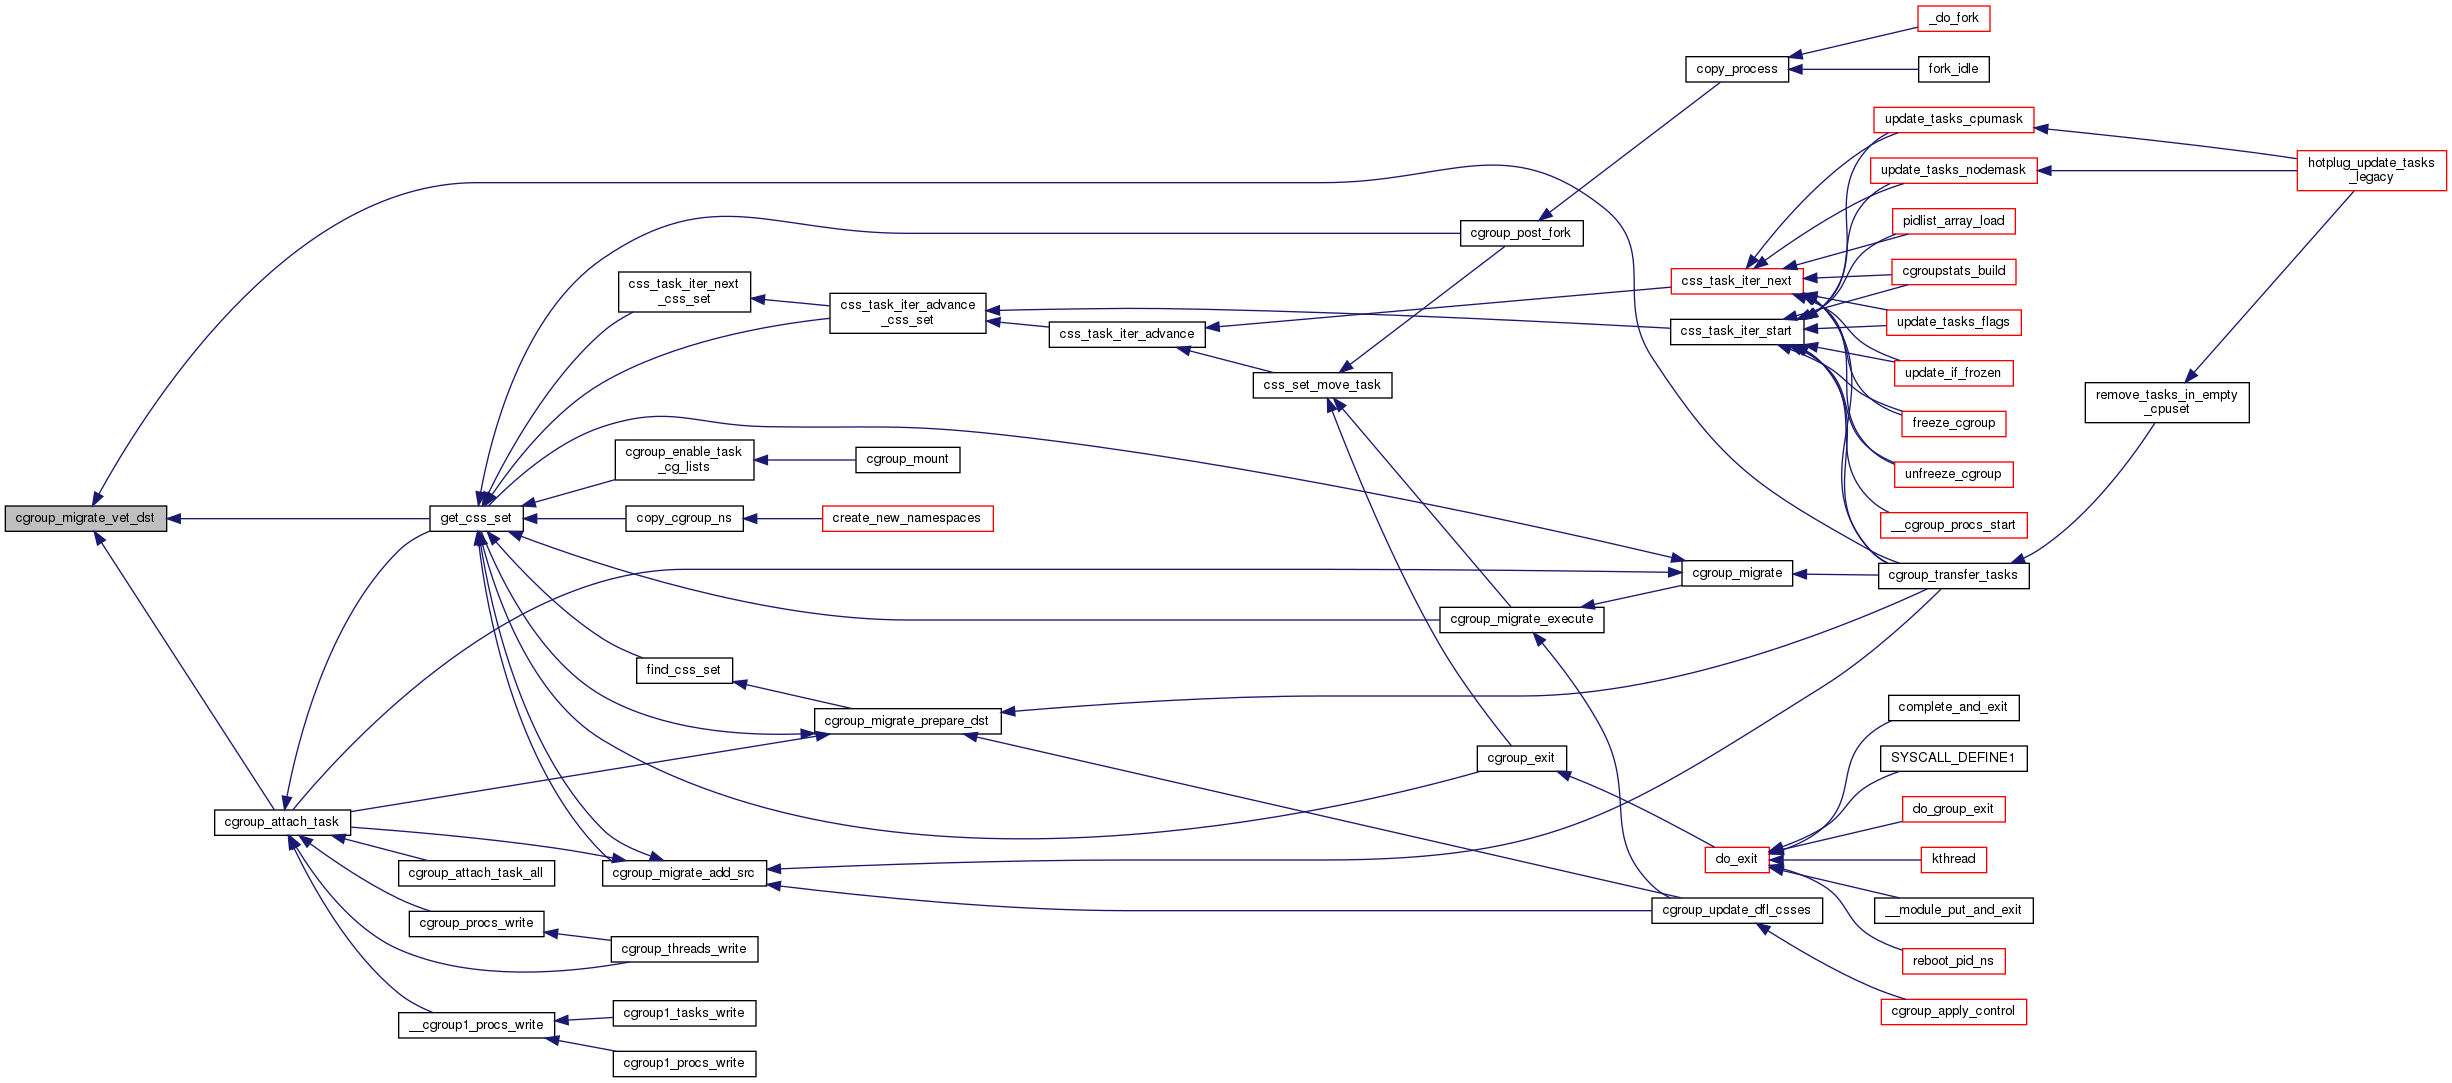 _do_fork
copy_process
fork_idle
update_tasks_cpumask
hotplug_update_tasks
_legacy
update_tasks_nodemask
pidlist_array_load
cgroup_post_fork
cgroupstats_build
css_task_iter_next
css_task_iter_next
_css_set
css_task_iter_advance
_css_set
update_tasks_flags
css_task_iter_start
css_task_iter_advance
update_if_frozen
css_set_move_task
remove_tasks_in_empty
_cpuset
freeze_cgroup
cgroup_enable_task
_cg_lists
cgroup_mount
unfreeze_cgroup
cgroup_migrate_vet_dst
get_css_set
copy_cgroup_ns
create_new_namespaces
__cgroup_procs_start
cgroup_migrate
cgroup_transfer_tasks
cgroup_migrate_execute
find_css_set
complete_and_exit
cgroup_migrate_prepare_dst
cgroup_exit
SYSCALL_DEFINE1
do_group_exit
cgroup_attach_task
do_exit
kthread
cgroup_attach_task_all
cgroup_migrate_add_src
cgroup_update_dfl_csses
__module_put_and_exit
cgroup_procs_write
cgroup_threads_write
reboot_pid_ns
cgroup1_tasks_write
cgroup_apply_control
__cgroup1_procs_write
cgroup1_procs_write